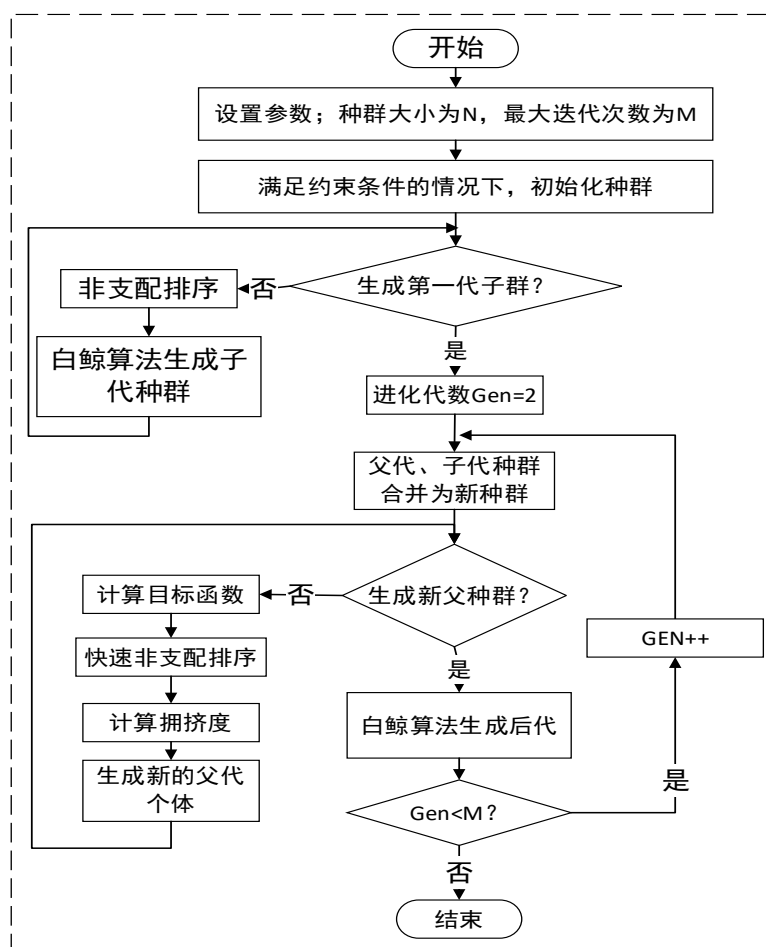 开始
设置参数；种群大小为N，最大迭代次数为M
满足约束条件的情况下，初始化种群
生成第一代子群？
否
非支配排序
白鲸算法生成子
代种群
是
进化代数Gen=2
父代、子代种群
合并为新种群
生成新父种群？
否
计算目标函数
快速非支配排序
计算拥挤度
生成新的父代
个体
是
白鲸算法生成后代
Gen<M？
是
GEN++
否
结束